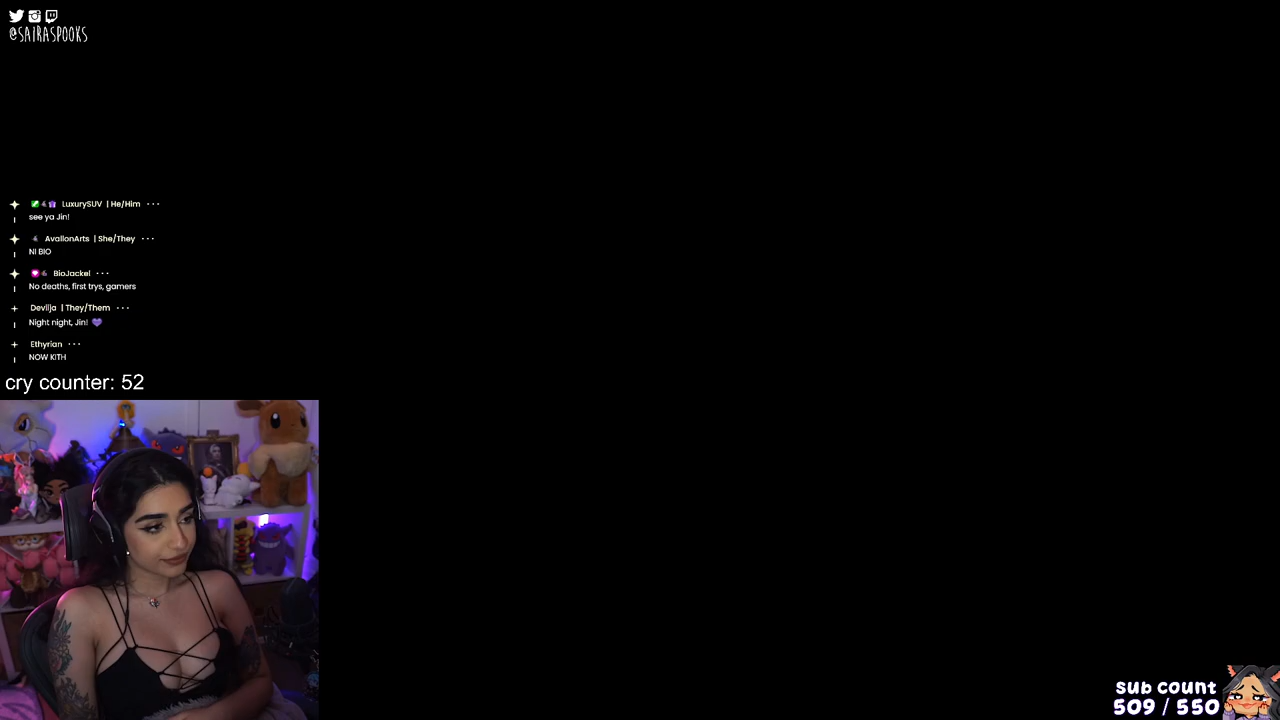 @SAIRASPOOKS
LuxurySUV | He/Him
see ya Jin!
AvallonArts | She/They
NI BIO
BioJackel
No deaths, first trys, gamers
Devilja | They/Them
Night night, Jin! 💜
Ethyrian
NOW KITH
cry counter: 52
sub count
509 / 550